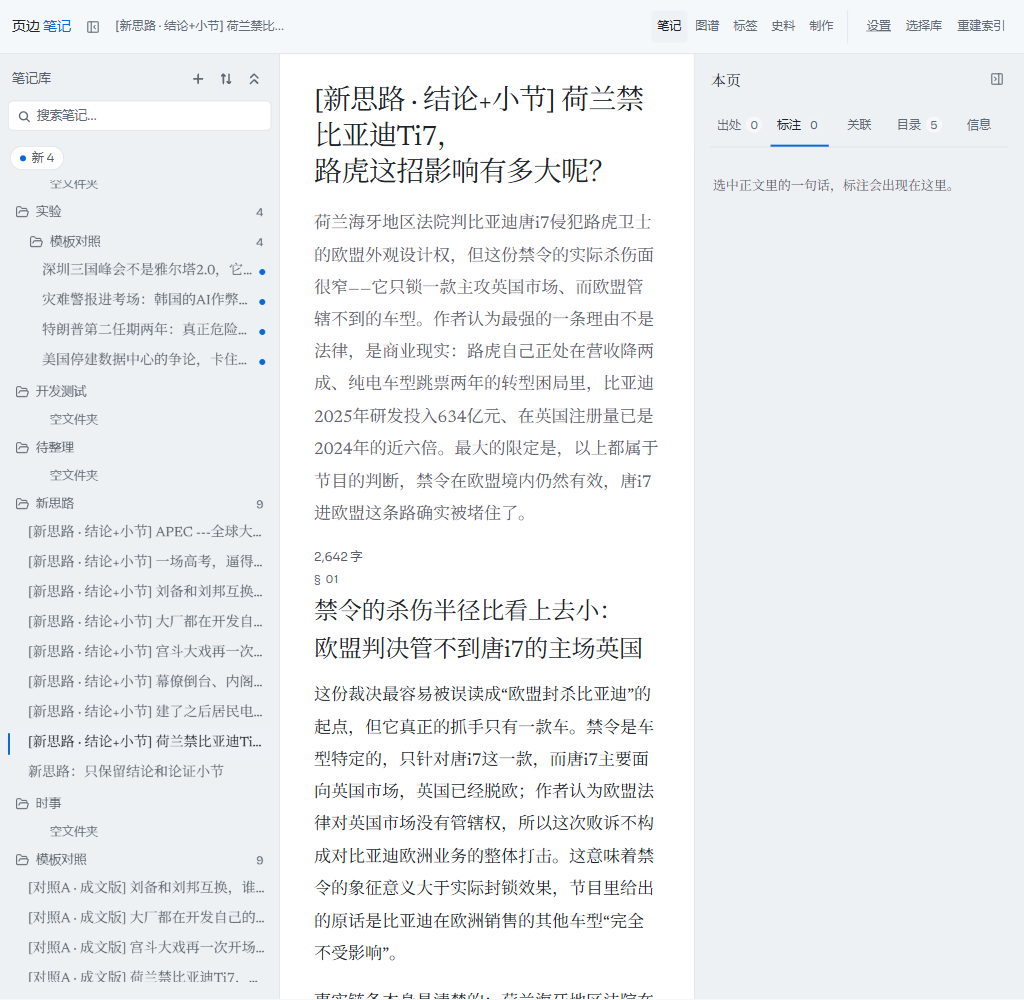 页边 笔记
[新思路 · 结论+小节] 荷兰禁比...
笔记
图谱
标签
史料
制作
设置
选择库
重建索引
笔记库
搜索笔记...
新 4
空文件夹
实验 4
模板对照 4
深圳三国峰会不是雅尔塔2.0，它...
灾难警报进考场：韩国的AI作弊...
特朗普第二任期两年：真正危险...
美国停建数据中心的争论，卡住...
开发测试
空文件夹
待整理
空文件夹
新思路 9
[新思路 · 结论+小节] APEC ---全球大...
[新思路 · 结论+小节] 一场高考，逼得...
[新思路 · 结论+小节] 刘备和刘邦互换...
[新思路 · 结论+小节] 大厂都在开发自...
[新思路 · 结论+小节] 宫斗大戏再一次...
[新思路 · 结论+小节] 幕僚倒台、内阁...
[新思路 · 结论+小节] 建了之后居民电...
[新思路 · 结论+小节] 荷兰禁比亚迪Ti...
新思路：只保留结论和论证小节
时事
空文件夹
模板对照 9
[对照A · 成文版] 刘备和刘邦互换，谁...
[对照A · 成文版] 大厂都在开发自己的...
[对照A · 成文版] 宫斗大戏再一次开场...
[对照A · 成文版] 荷兰禁比亚迪Ti7，...
[新思路 · 结论+小节] 荷兰禁
比亚迪Ti7，
路虎这招影响有多大呢？
荷兰海牙地区法院判比亚迪唐i7侵犯路虎卫士
的欧盟外观设计权，但这份禁令的实际杀伤面
很窄——它只锁一款主攻英国市场、而欧盟管
辖不到的车型。作者认为最强的一条理由不是
法律，是商业现实：路虎自己正处在营收降两
成、纯电车型跳票两年的转型困局里，比亚迪
2025年研发投入634亿元、在英国注册量已是
2024年的近六倍。最大的限定是，以上都属于
节目的判断，禁令在欧盟境内仍然有效，唐i7
进欧盟这条路确实被堵住了。
2,642 字
§ 01
禁令的杀伤半径比看上去小：
欧盟判决管不到唐i7的主场英国
这份裁决最容易被误读成“欧盟封杀比亚迪”的
起点，但它真正的抓手只有一款车。禁令是车
型特定的，只针对唐i7这一款，而唐i7主要面
向英国市场，英国已经脱欧；作者认为欧盟法
律对英国市场没有管辖权，所以这次败诉不构
成对比亚迪欧洲业务的整体打击。这意味着禁
令的象征意义大于实际封锁效果，节目里给出
的原话是比亚迪在欧洲销售的其他车型“完全
不受影响”。
事实链条本身是清楚的：荷兰海牙地区法院在
本页
出处 0
标注 0
关联
目录 5
信息
选中正文里的一句话，标注会出现在这里。